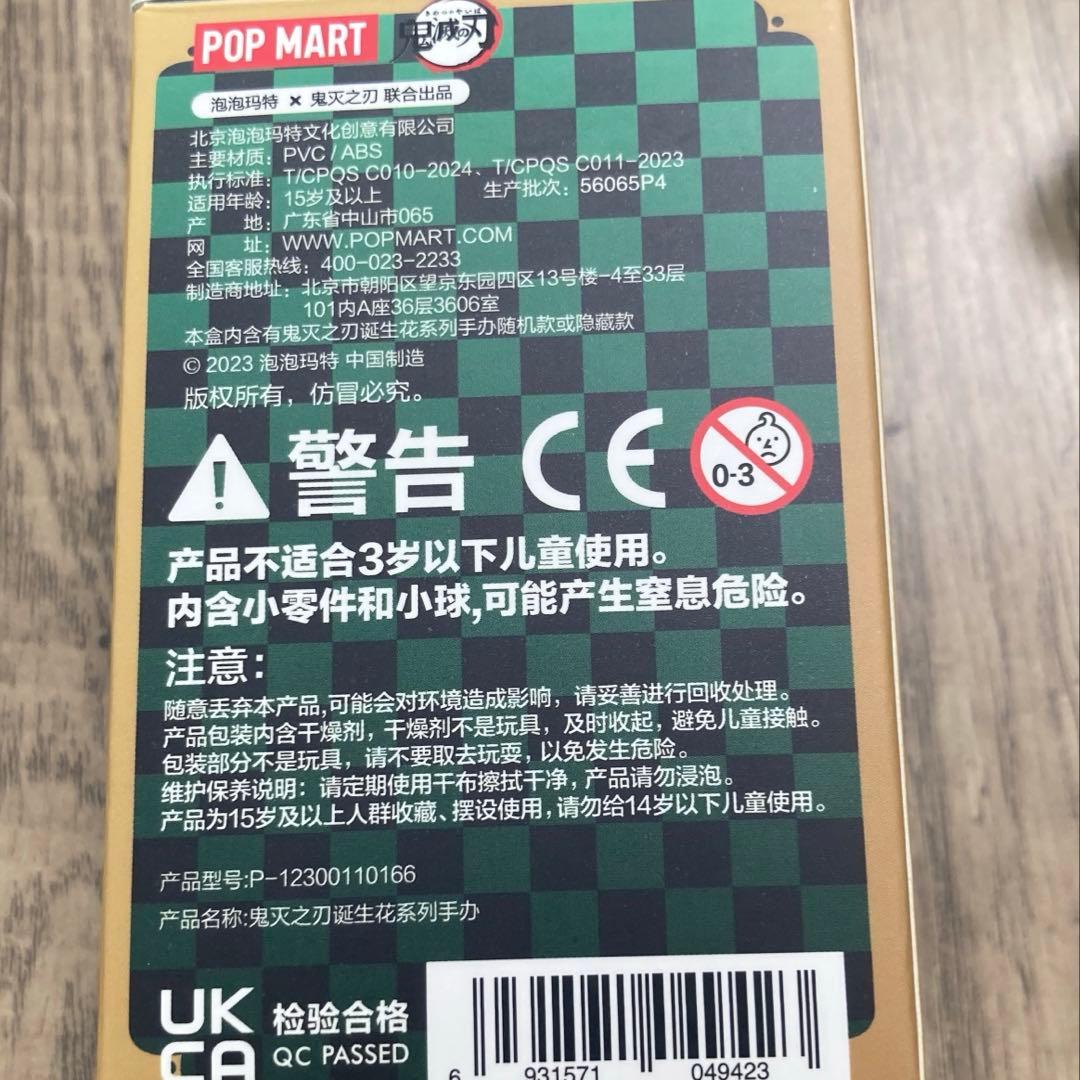 POP MART 鬼滅の刃
きめつのやいば
泡泡玛特 × 鬼灭之刃 联合出品
北京泡泡玛特文化创意有限公司
主要材质：PVC / ABS
执行标准：T/CPQS C010-2024、T/CPQS C011-2023
适用年龄：15岁及以上 生产批次：56065P4
产 地：广东省中山市065
网 址：WWW.POPMART.COM
全国客服热线：400-023-2233
制造商地址：北京市朝阳区望京东园四区13号楼-4至33层
101内A座36层3606室
本盒内含有鬼灭之刃诞生花系列手办随机款或隐藏款
© 2023 泡泡玛特 中国制造
版权所有，仿冒必究。
警告 CE 0-3
产品不适合3岁以下儿童使用。
内含小零件和小球,可能产生窒息危险。
注意：
随意丢弃本产品,可能会对环境造成影响，请妥善进行回收处理。
产品包装内含干燥剂，干燥剂不是玩具，及时收起，避免儿童接触。
包装部分不是玩具，请不要取去玩耍，以免发生危险。
维护保养说明：请定期使用干布擦拭干净，产品请勿浸泡。
产品为15岁及以上人群收藏、摆设使用，请勿给14岁以下儿童使用。
产品型号:P-12300110166
产品名称:鬼灭之刃诞生花系列手办
UK 检验合格
CA QC PASSED
6 931571 049423